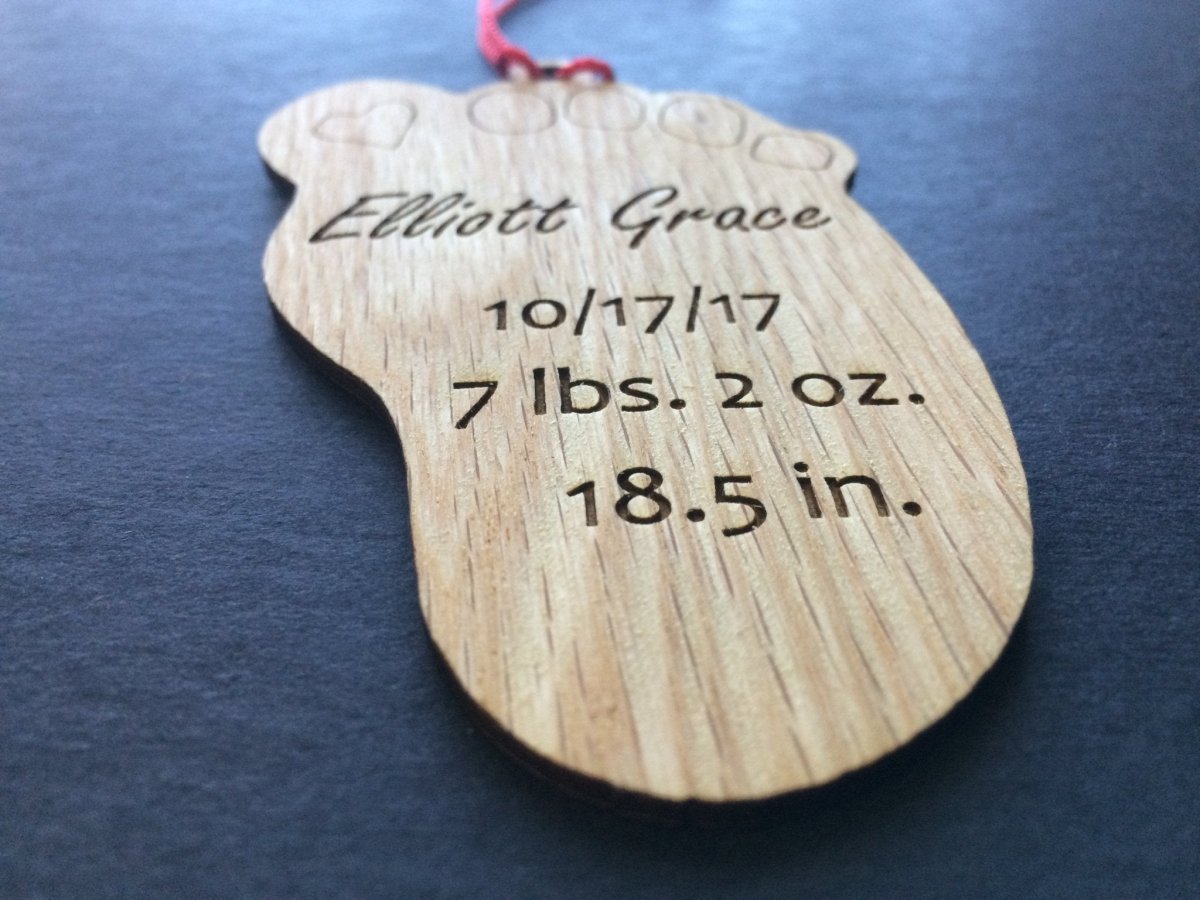 Elliott Grace
10/17/17
7 lbs. 2 oz.
18.5 in.